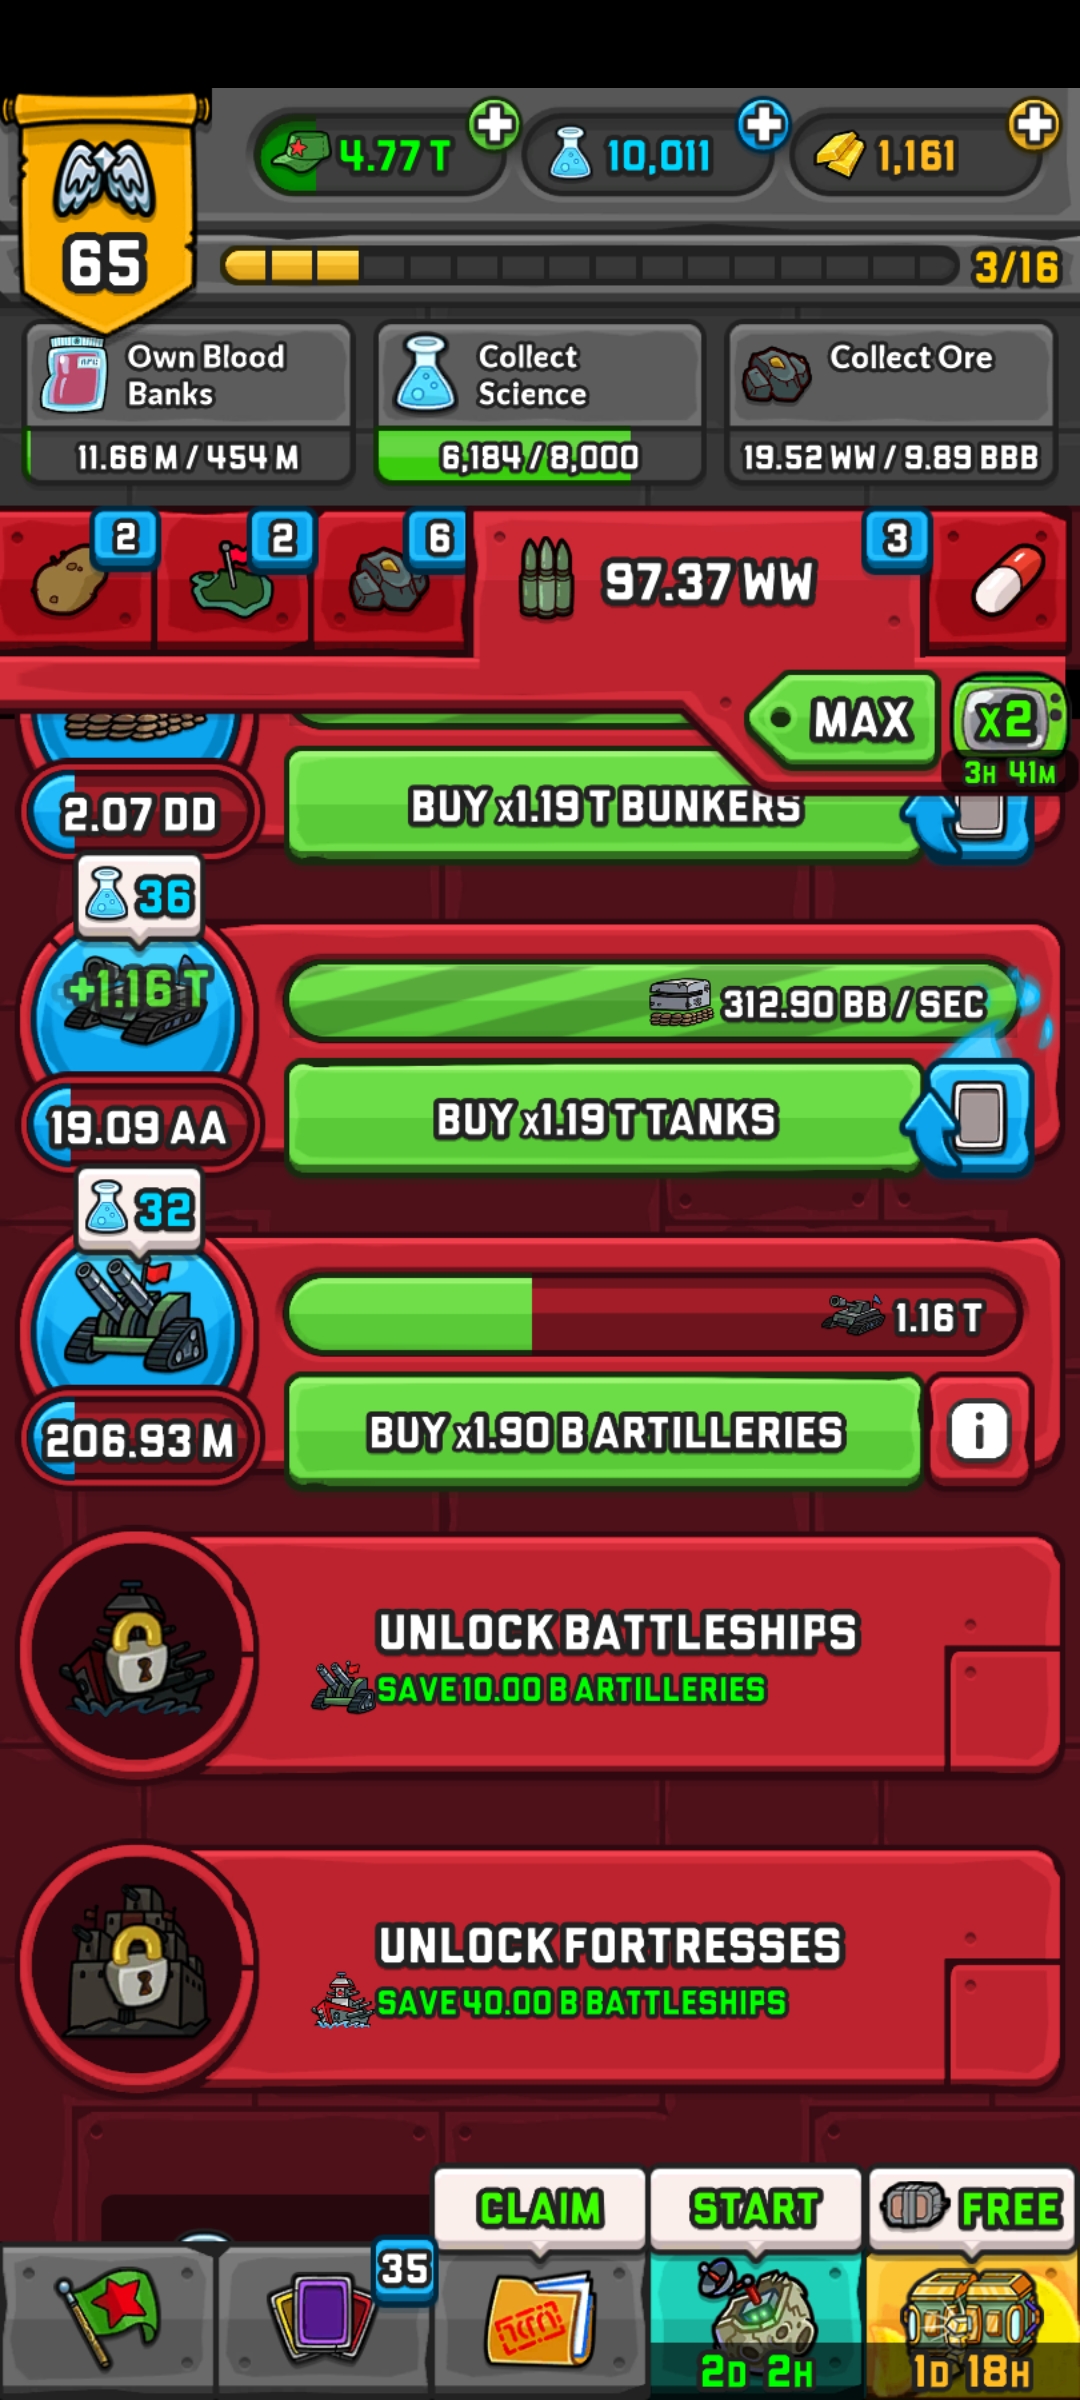 4.77 T
10,011
1,161
65
3/16
Own Blood
Banks
11.66 M / 454 M
Collect
Science
6,184 / 8,000
Collect Ore
19.52 WW / 9.89 BBB
2
2
6
97.37 WW
3
MAX
x2
3H 41M
2.07 DD
BUY x1.19 T BUNKERS
36
+1.16 T
312.90 BB / SEC
19.09 AA
BUY x1.19 T TANKS
32
1.16 T
206.93 M
BUY x1.90 B ARTILLERIES
i
UNLOCK BATTLESHIPS
SAVE 10.00 B ARTILLERIES
UNLOCK FORTRESSES
SAVE 40.00 B BATTLESHIPS
CLAIM
START
FREE
35
2D 2H
1D 18H